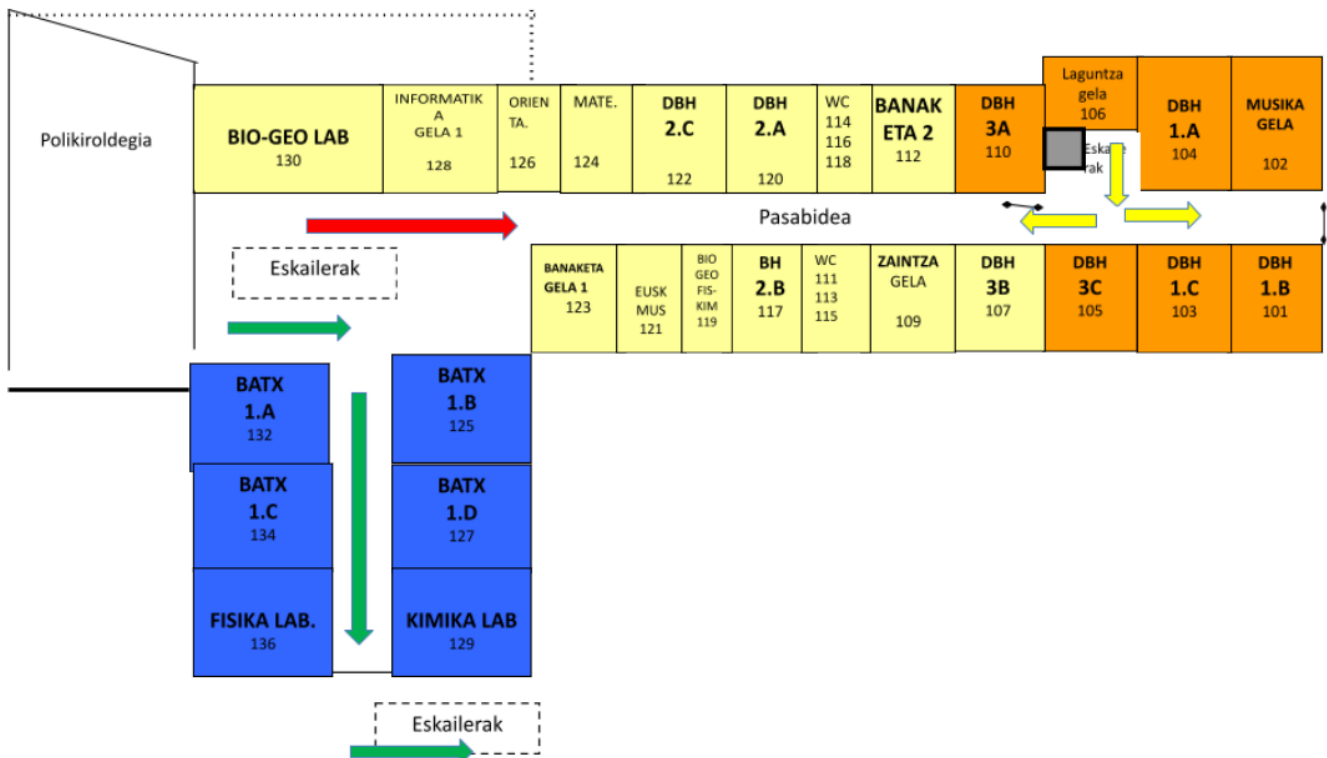 Polikiroldegia
BIO-GEO LAB
130
INFORMATIK
A
GELA 1
128
ORIEN
TA.
126
MATE.
124
DBH
2.C
122
DBH
2.A
120
WC
114
116
118
BANAK
ETA 2
112
DBH
3A
110
Laguntza
gela
106
Eskaile
rak
DBH
1.A
104
MUSIKA
GELA
102
Pasabidea
Eskailerak
BANAKETA
GELA 1
123
EUSK
MUS
121
BIO
GEO
FIS-
KIM
119
BH
2.B
117
WC
111
113
115
ZAINTZA
GELA
109
DBH
3B
107
DBH
3C
105
DBH
1.C
103
DBH
1.B
101
BATX
1.A
132
BATX
1.B
125
BATX
1.C
134
BATX
1.D
127
FISIKA LAB.
136
KIMIKA LAB
129
Eskailerak